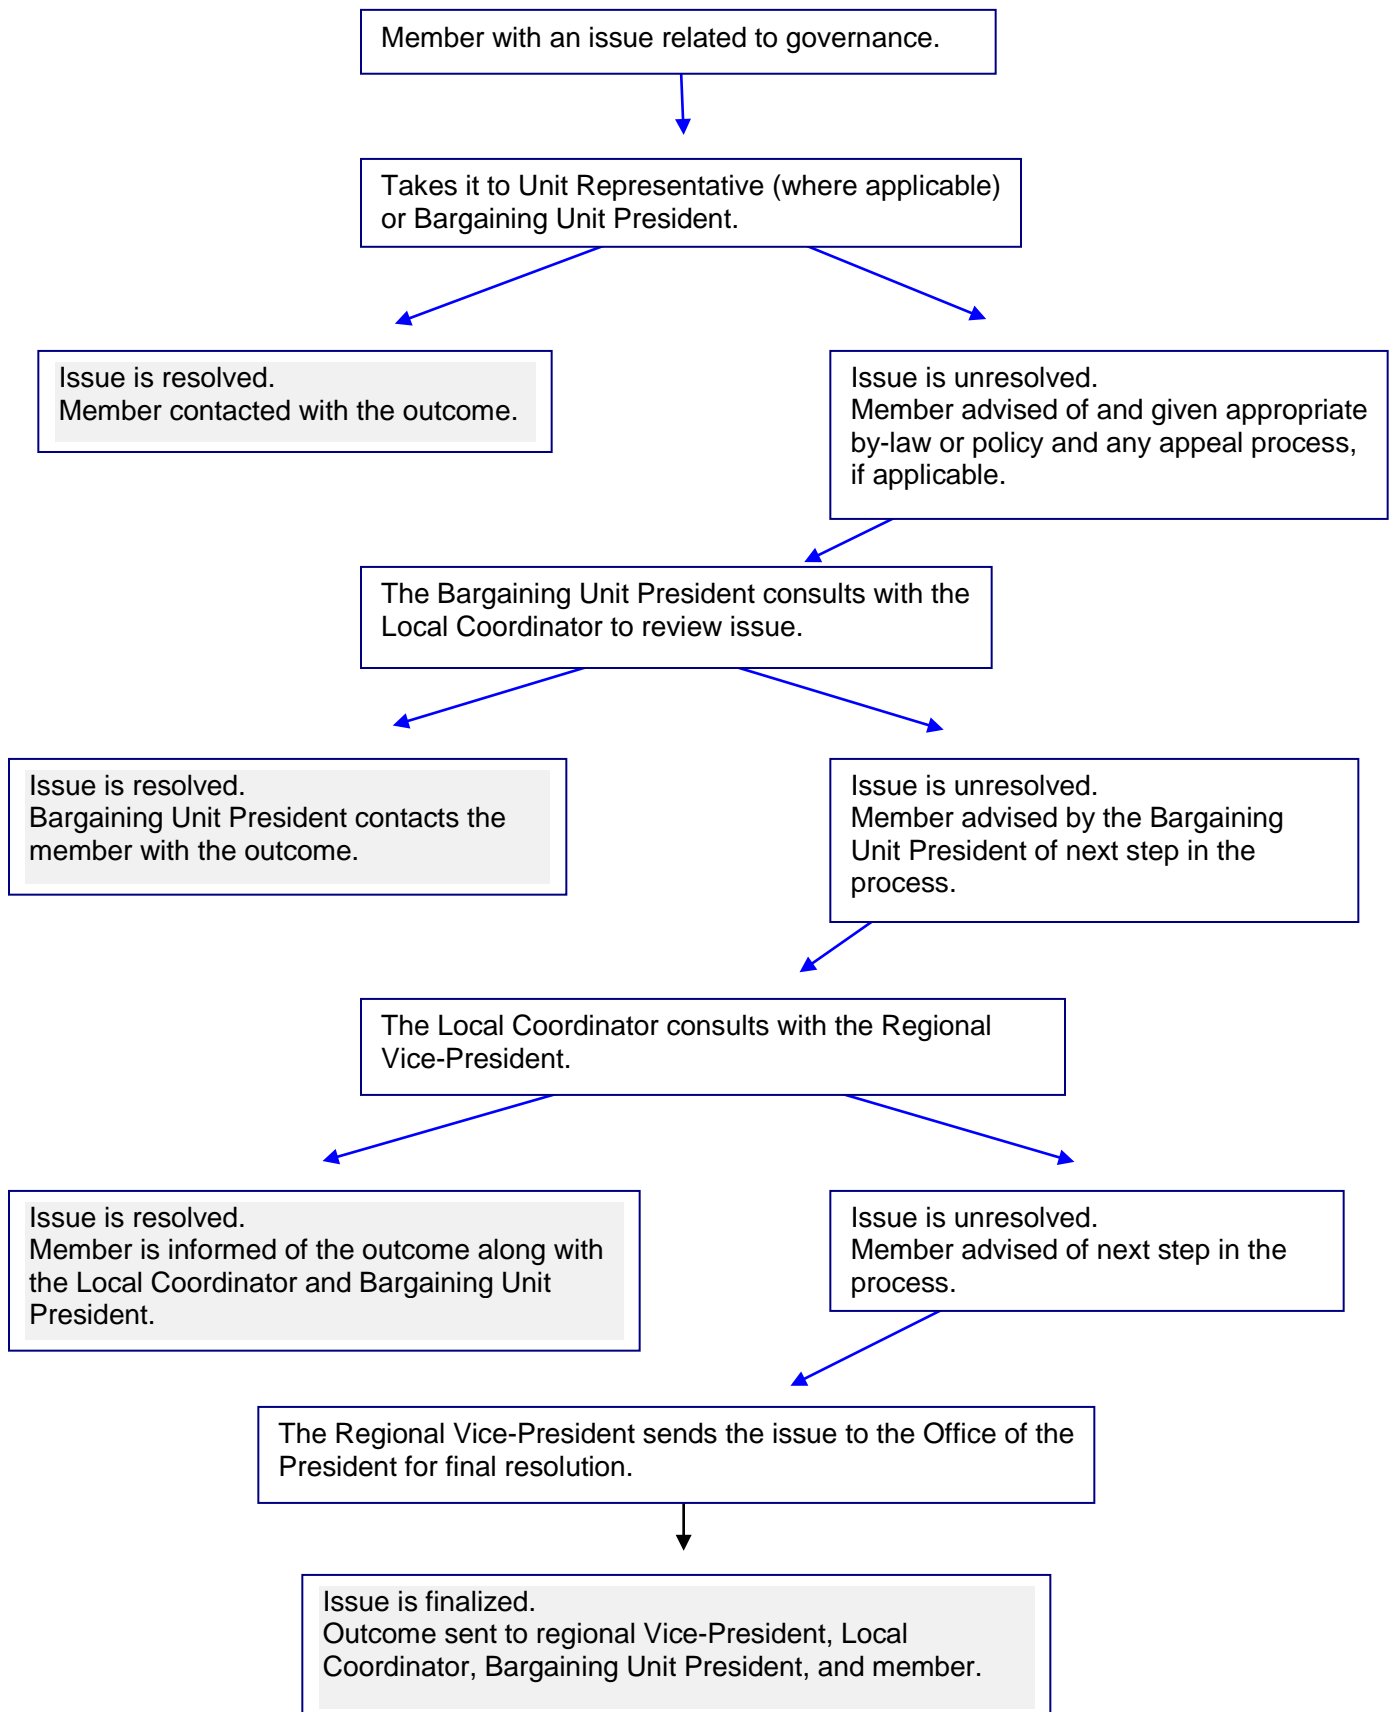 Member with an issue related to governance.
Takes it to Unit Representative (where applicable)
or Bargaining Unit President.
Issue is resolved.
Member contacted with the outcome.
Issue is unresolved.
Member advised of and given appropriate
by-law or policy and any appeal process,
if applicable.
The Bargaining Unit President consults with the
Local Coordinator to review issue.
Issue is resolved.
Bargaining Unit President contacts the
member with the outcome.
Issue is unresolved.
Member advised by the Bargaining
Unit President of next step in the
process.
The Local Coordinator consults with the Regional
Vice-President.
Issue is resolved.
Member is informed of the outcome along with
the Local Coordinator and Bargaining Unit
President.
Issue is unresolved.
Member advised of next step in the
process.
The Regional Vice-President sends the issue to the Office of the
President for final resolution.
Issue is finalized.
Outcome sent to regional Vice-President, Local
Coordinator, Bargaining Unit President, and member.